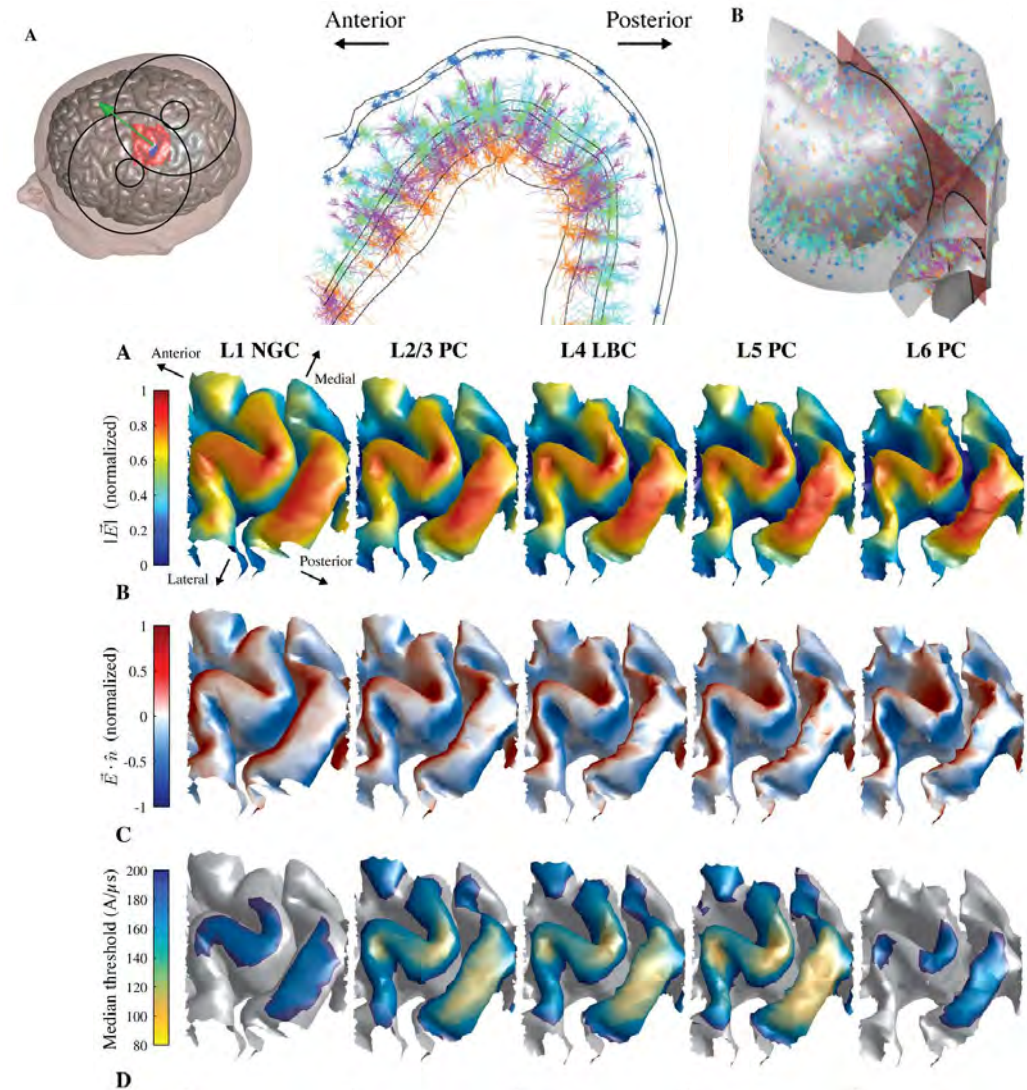 Anterior Posterior B
A
A L1 NGC L2/3 PC L4 LBC L5 PC L6 PC
Anterior Medial
1
0.8
0.6
0.4
0.2
0
|E⃗| (normalized)
Lateral Posterior
B
1
0.5
0
-0.5
-1
E⃗ · n̂ (normalized)
C
200
180
160
140
120
100
80
Median threshold (A/μs)
D